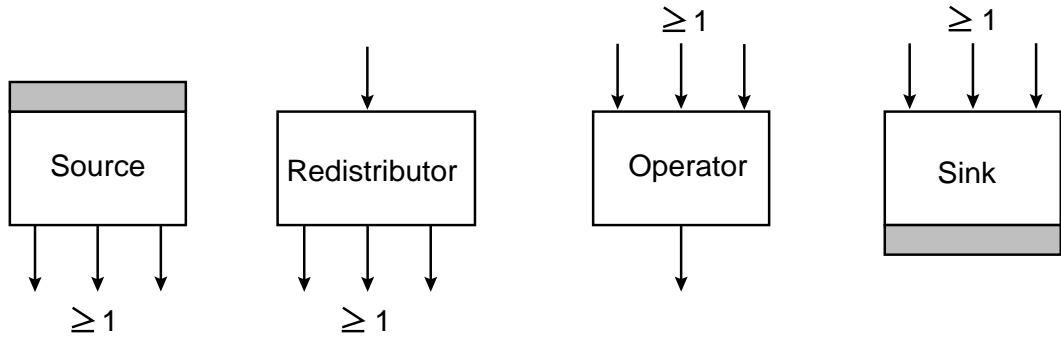 ≥ 1
≥ 1
Source
Redistributor
Operator
Sink
≥ 1
≥ 1